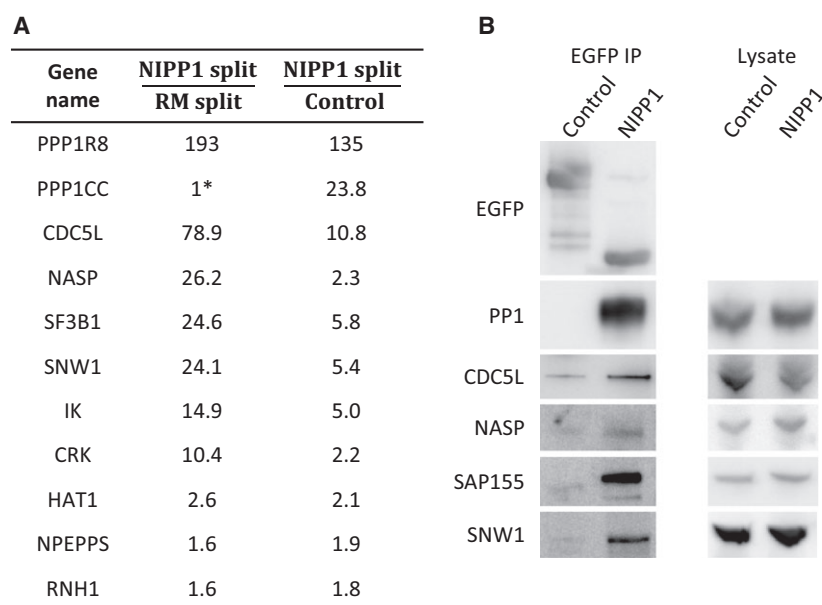 A
Gene name
NIPP1 split
RM split
NIPP1 split
Control
PPP1R8 193 135
PPP1CC 1* 23.8
CDC5L 78.9 10.8
NASP 26.2 2.3
SF3B1 24.6 5.8
SNW1 24.1 5.4
IK 14.9 5.0
CRK 10.4 2.2
HAT1 2.6 2.1
NPEPPS 1.6 1.9
RNH1 1.6 1.8
B
EGFP IP Lysate
Control NIPP1 Control NIPP1
EGFP
PP1
CDC5L
NASP
SAP155
SNW1